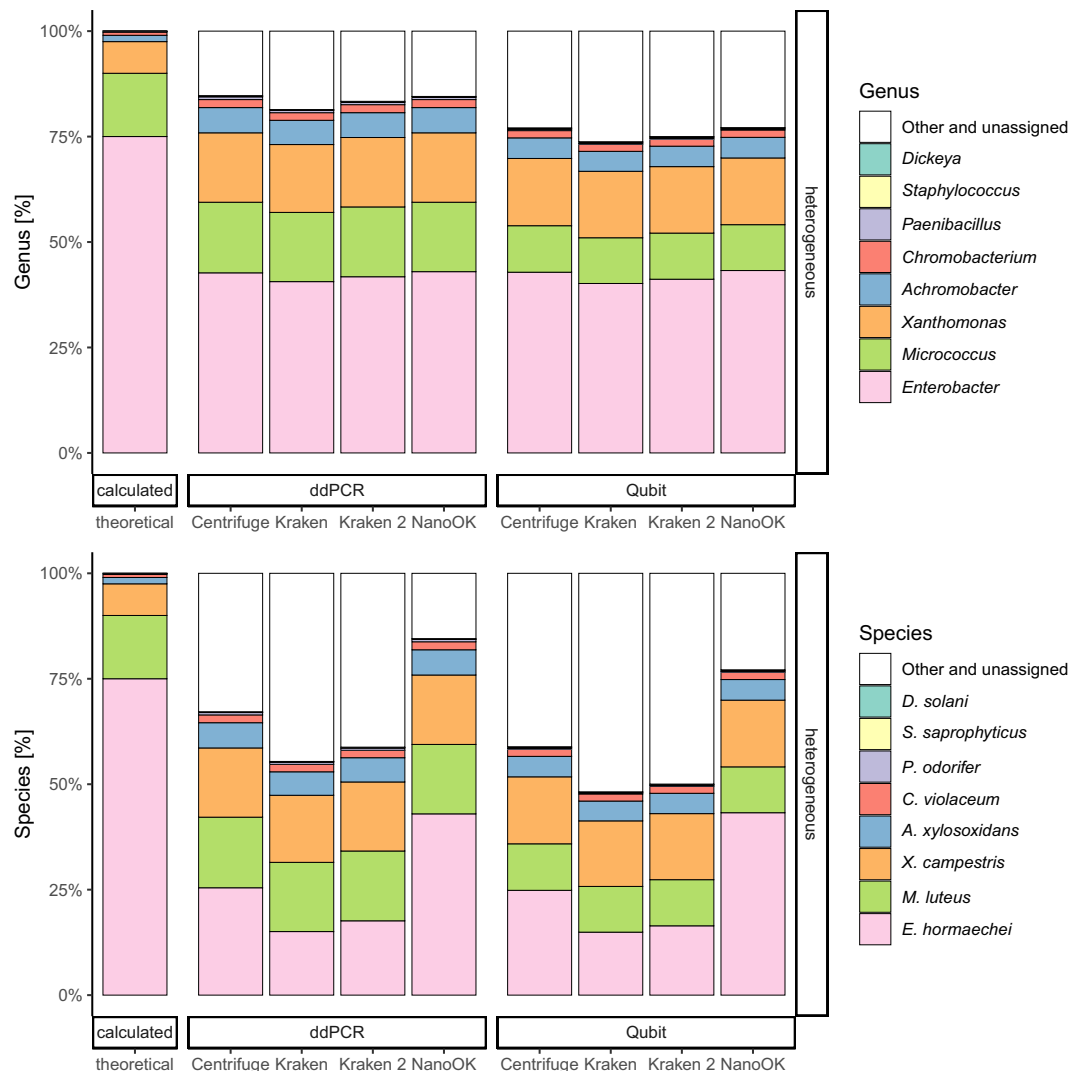 Genus [%]
100%
75%
50%
25%
0%
heterogeneous
calculated
ddPCR
Qubit
theoretical
Centrifuge Kraken Kraken 2 NanoOK
Centrifuge Kraken Kraken 2 NanoOK
Genus
Other and unassigned
Dickeya
Staphylococcus
Paenibacillus
Chromobacterium
Achromobacter
Xanthomonas
Micrococcus
Enterobacter
Species [%]
100%
75%
50%
25%
0%
heterogeneous
calculated
ddPCR
Qubit
theoretical
Centrifuge Kraken Kraken 2 NanoOK
Centrifuge Kraken Kraken 2 NanoOK
Species
Other and unassigned
D. solani
S. saprophyticus
P. odorifer
C. violaceum
A. xylosoxidans
X. campestris
M. luteus
E. hormaechei